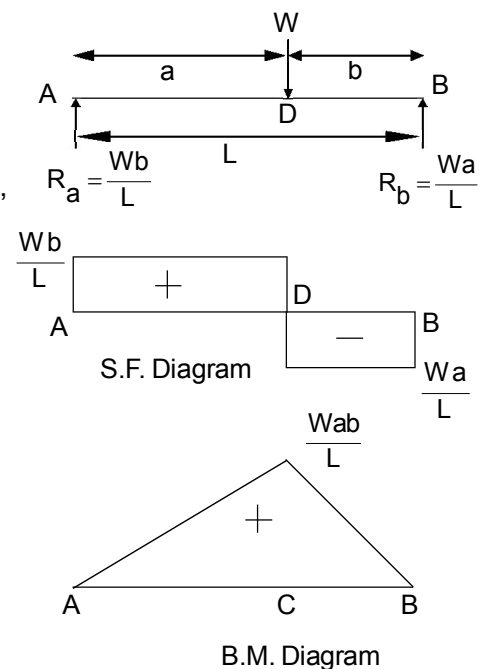 W
a b
A B
D
L
, R_a = Wb/L R_b = Wa/L
Wb/L + D
A B
−
S.F. Diagram Wa/L
Wab/L
+
A C B
B.M. Diagram